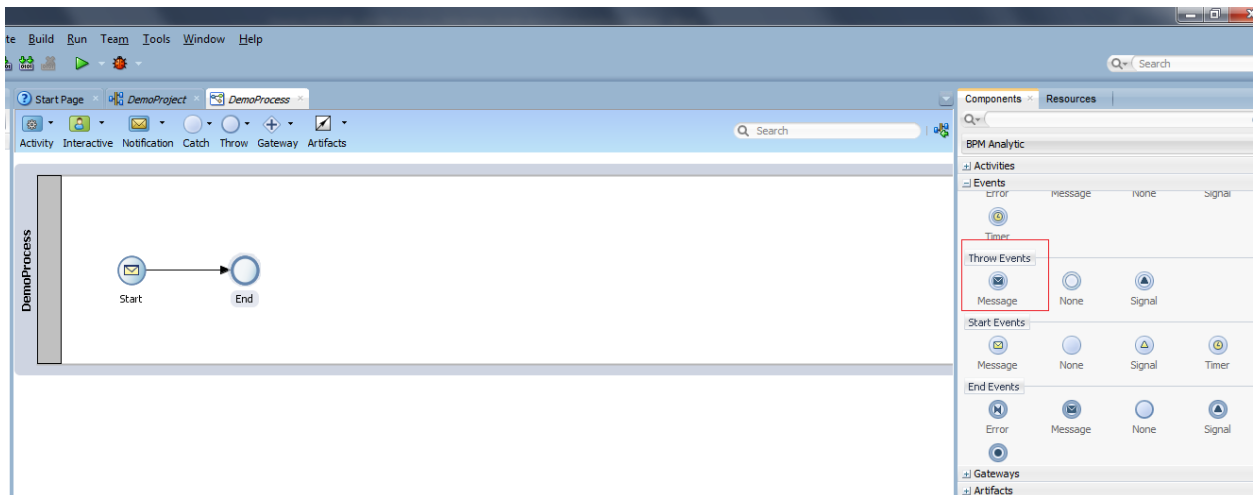 te Build Run Team Tools Window Help
Search
Start Page DemoProject DemoProcess
Activity Interactive Notification Catch Throw Gateway Artifacts
Search
DemoProcess
Start
End
Components Resources
BPM Analytic
Activities
Events
Error Message None Signal
Timer
Throw Events
Message None Signal
Start Events
Message None Signal Timer
End Events
Error Message None Signal
Gateways
Artifacts